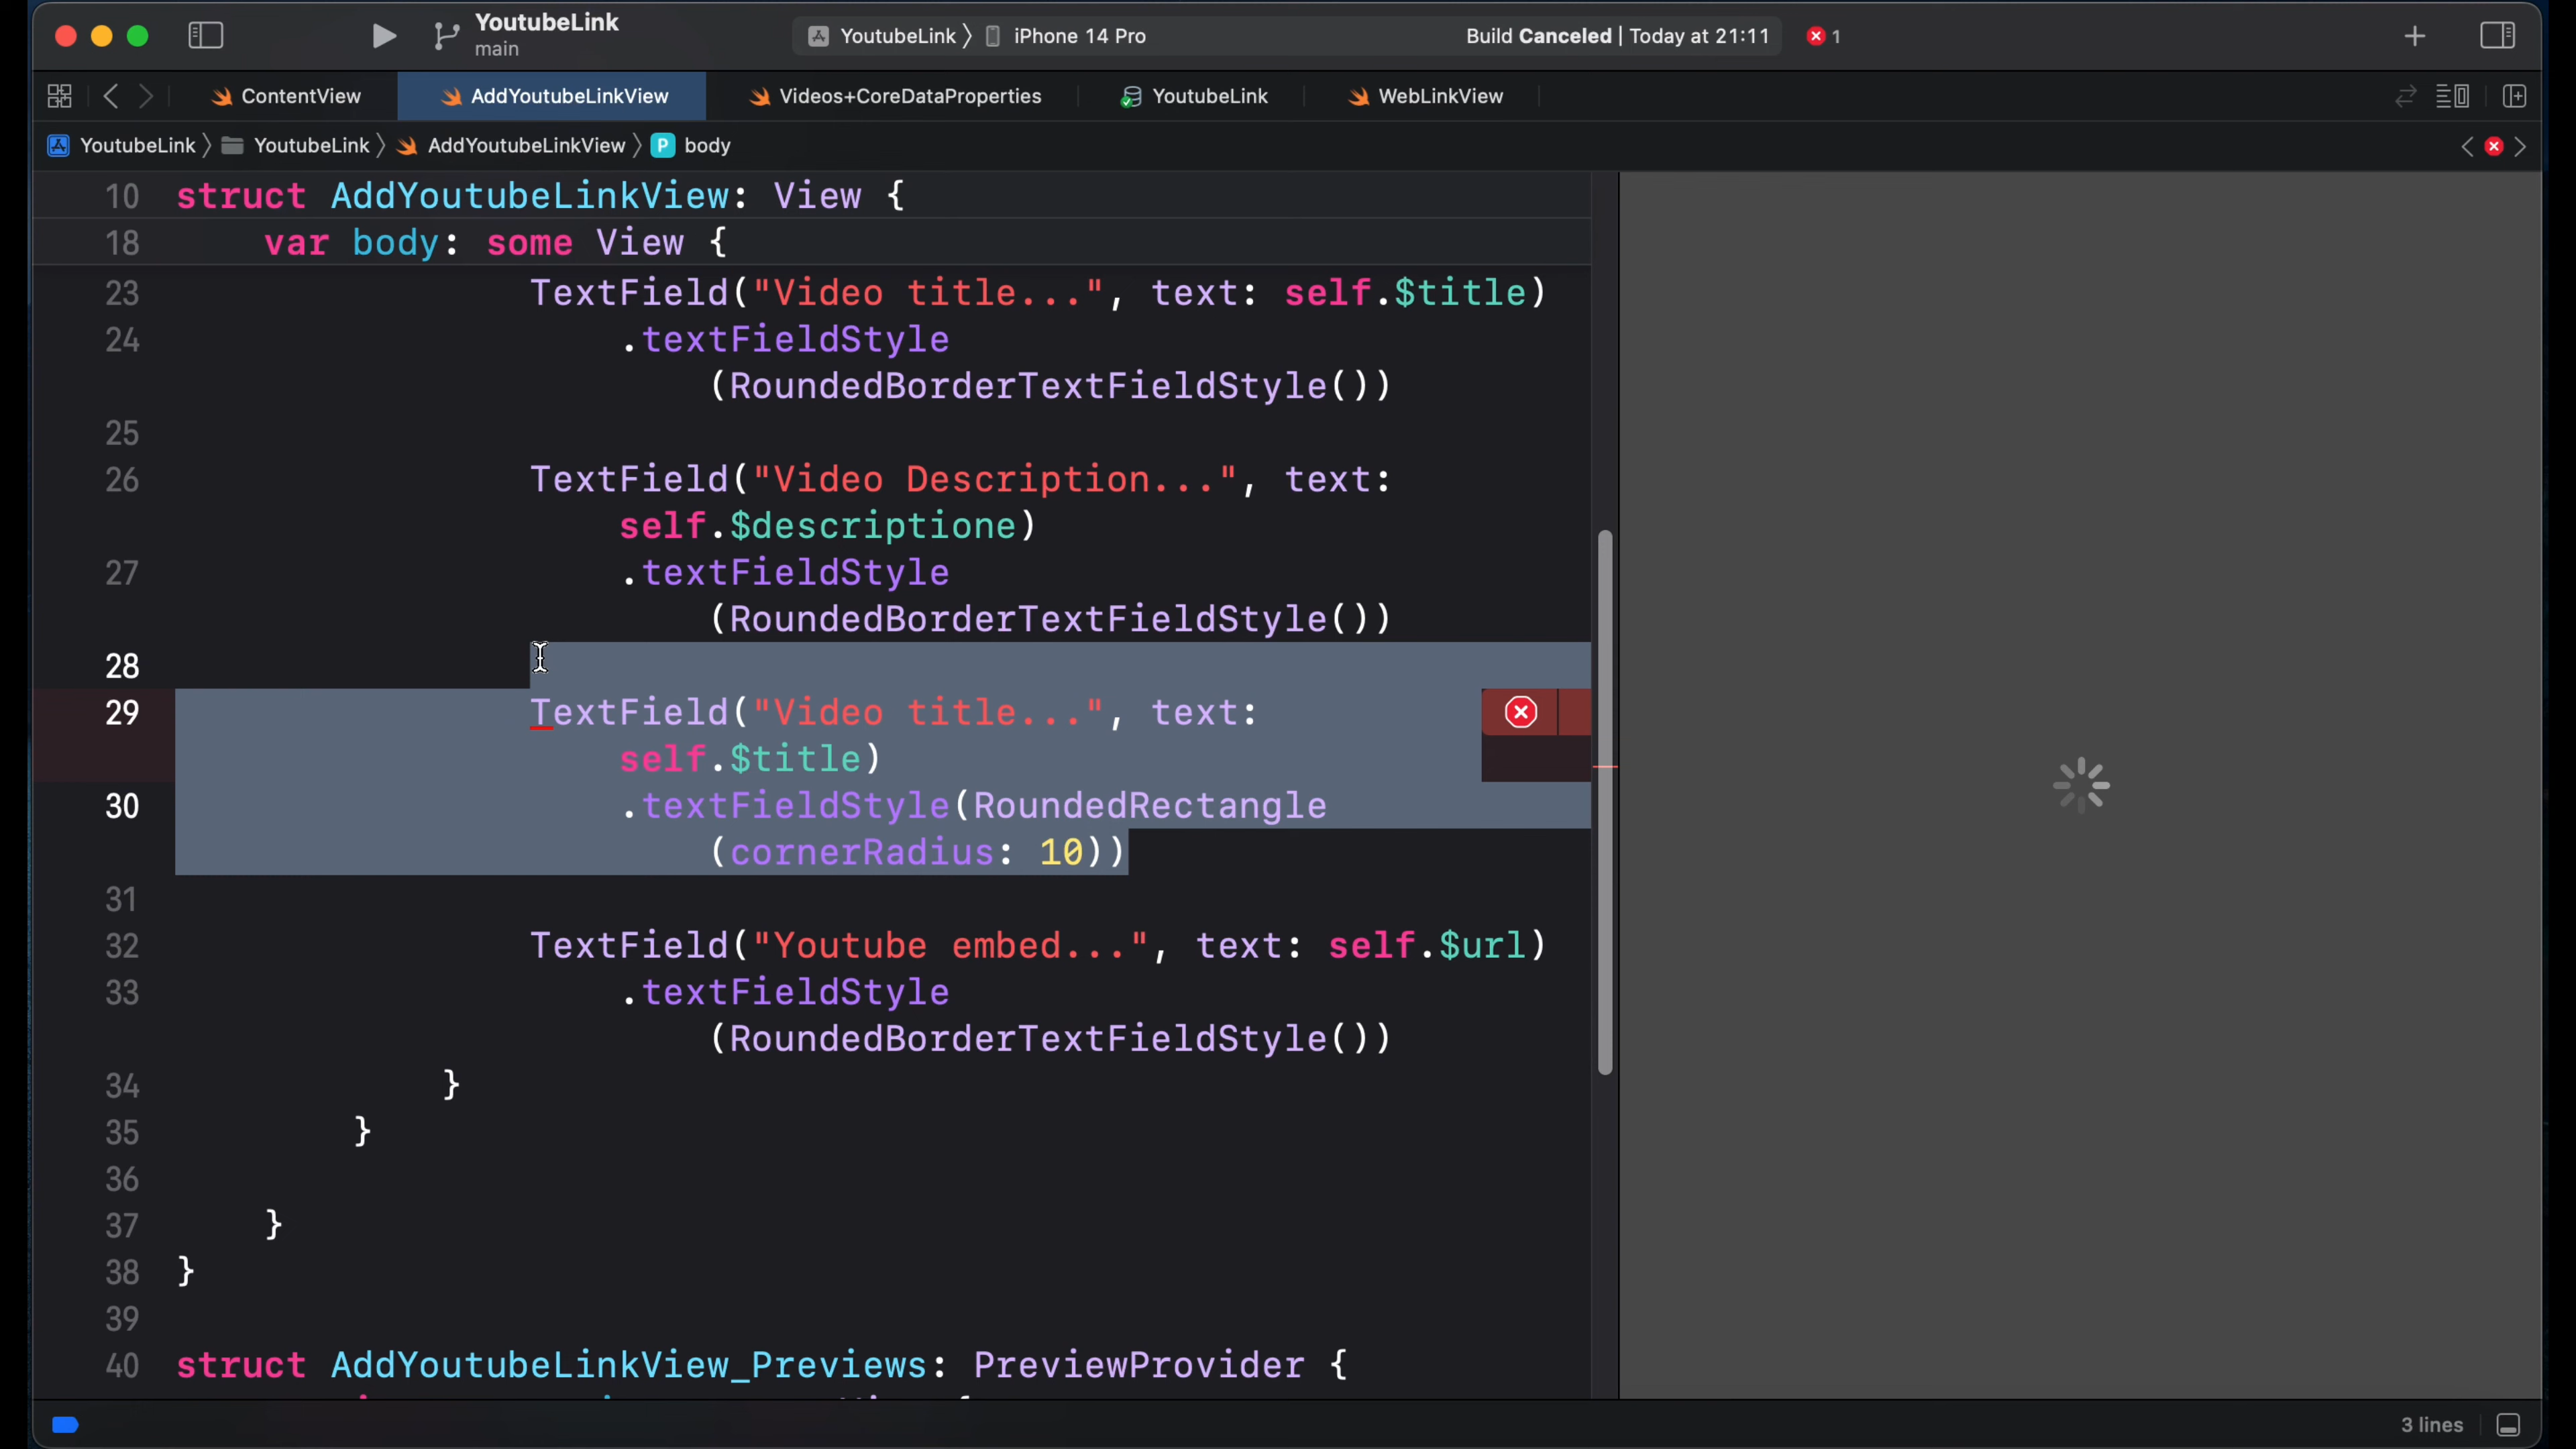 YoutubeLink
main
YoutubeLink 〉 iPhone 14 Pro
Build Canceled | Today at 21:11
1
ContentView
AddYoutubeLinkView
Videos+CoreDataProperties
YoutubeLink
WebLinkView
YoutubeLink 〉 YoutubeLink 〉 AddYoutubeLinkView 〉 P body
10 struct AddYoutubeLinkView: View {
18 var body: some View {
23 TextField("Video title...", text: self.$title)
24 .textFieldStyle
(RoundedBorderTextFieldStyle())
25
26 TextField("Video Description...", text:
self.$descriptione)
27 .textFieldStyle
(RoundedBorderTextFieldStyle())
28
29 TextField("Video title...", text:
self.$title)
30 .textFieldStyle(RoundedRectangle
(cornerRadius: 10))
31
32 TextField("Youtube embed...", text: self.$url)
33 .textFieldStyle
(RoundedBorderTextFieldStyle())
34 }
35 }
36
37 }
38 }
39
40 struct AddYoutubeLinkView_Previews: PreviewProvider {
3 lines